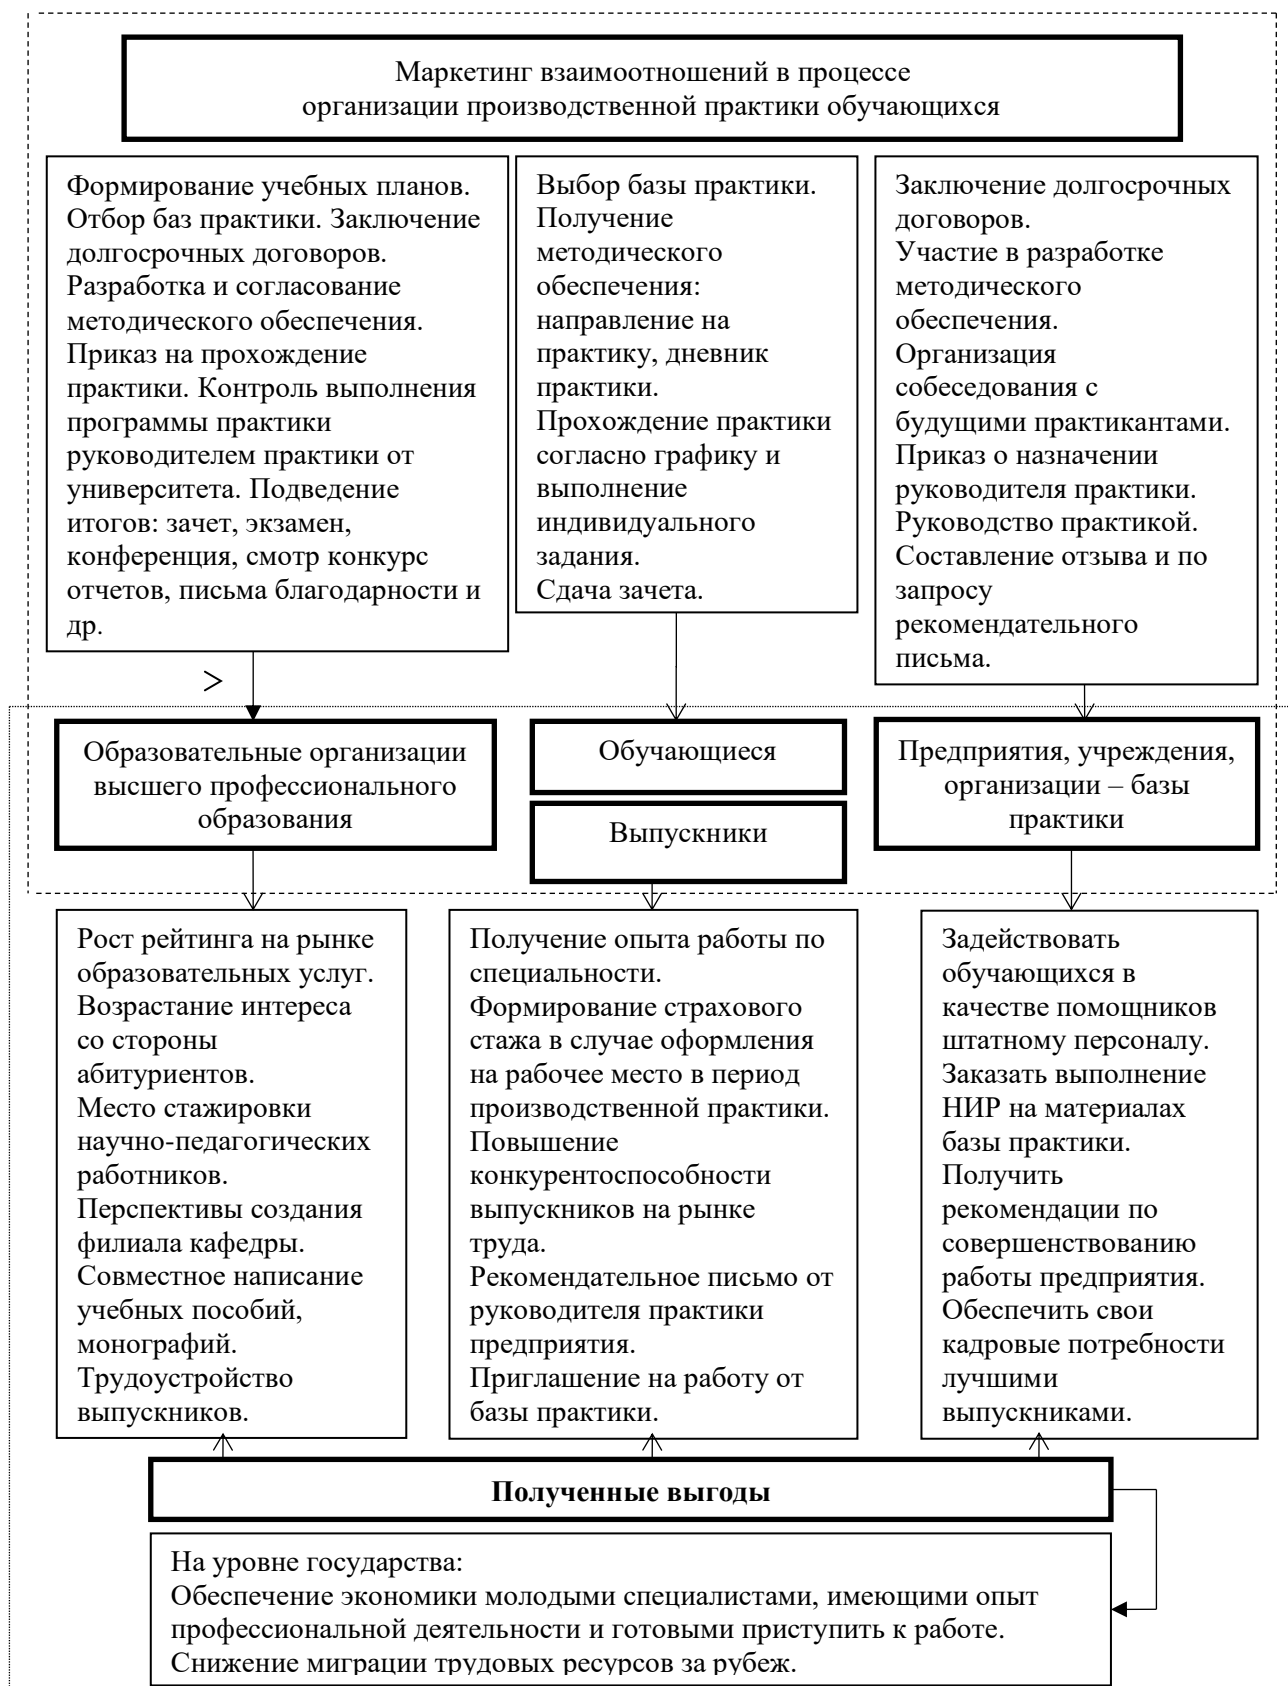 Маркетинг взаимоотношений в процессе
организации производственной практики обучающихся
Формирование учебных планов.
Отбор баз практики. Заключение
долгосрочных договоров.
Разработка и согласование
методического обеспечения.
Приказ на прохождение
практики. Контроль выполнения
программы практики
руководителем практики от
университета. Подведение
итогов: зачет, экзамен,
конференция, смотр конкурс
отчетов, письма благодарности и
др.
Выбор базы практики.
Получение
методического
обеспечения:
направление на
практику, дневник
практики.
Прохождение практики
согласно графику и
выполнение
индивидуального
задания.
Сдача зачета.
Заключение долгосрочных
договоров.
Участие в разработке
методического
обеспечения.
Организация
собеседования с
будущими практикантами.
Приказ о назначении
руководителя практики.
Руководство практикой.
Составление отзыва и по
запросу
рекомендательного
письма.
>
Образовательные организации
высшего профессионального
образования
Обучающиеся
Выпускники
Предприятия, учреждения,
организации – базы
практики
Рост рейтинга на рынке
образовательных услуг.
Возрастание интереса
со стороны
абитуриентов.
Место стажировки
научно-педагогических
работников.
Перспективы создания
филиала кафедры.
Совместное написание
учебных пособий,
монографий.
Трудоустройство
выпускников.
Получение опыта работы по
специальности.
Формирование страхового
стажа в случае оформления
на рабочее место в период
производственной практики.
Повышение
конкурентоспособности
выпускников на рынке
труда.
Рекомендательное письмо от
руководителя практики
предприятия.
Приглашение на работу от
базы практики.
Задействовать
обучающихся в
качестве помощников
штатному персоналу.
Заказать выполнение
НИР на материалах
базы практики.
Получить
рекомендации по
совершенствованию
работы предприятия.
Обеспечить свои
кадровые потребности
лучшими
выпускниками.
Полученные выгоды
На уровне государства:
Обеспечение экономики молодыми специалистами, имеющими опыт
профессиональной деятельности и готовыми приступить к работе.
Снижение миграции трудовых ресурсов за рубеж.